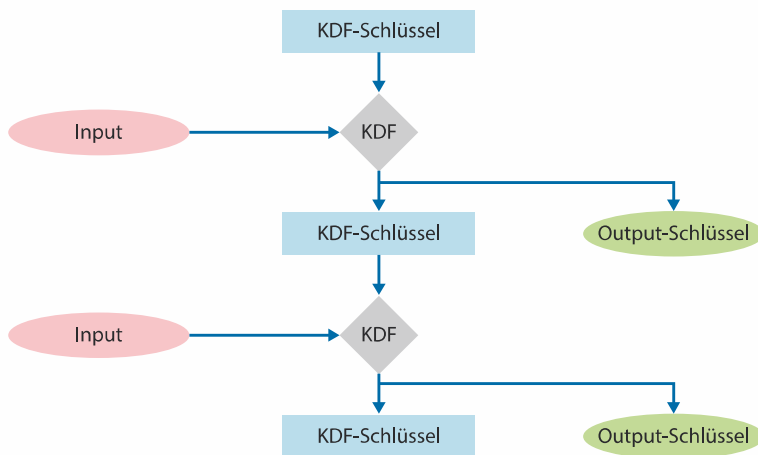 KDF-Schlüssel
Input
KDF
KDF-Schlüssel
Output-Schlüssel
Input
KDF
KDF-Schlüssel
Output-Schlüssel